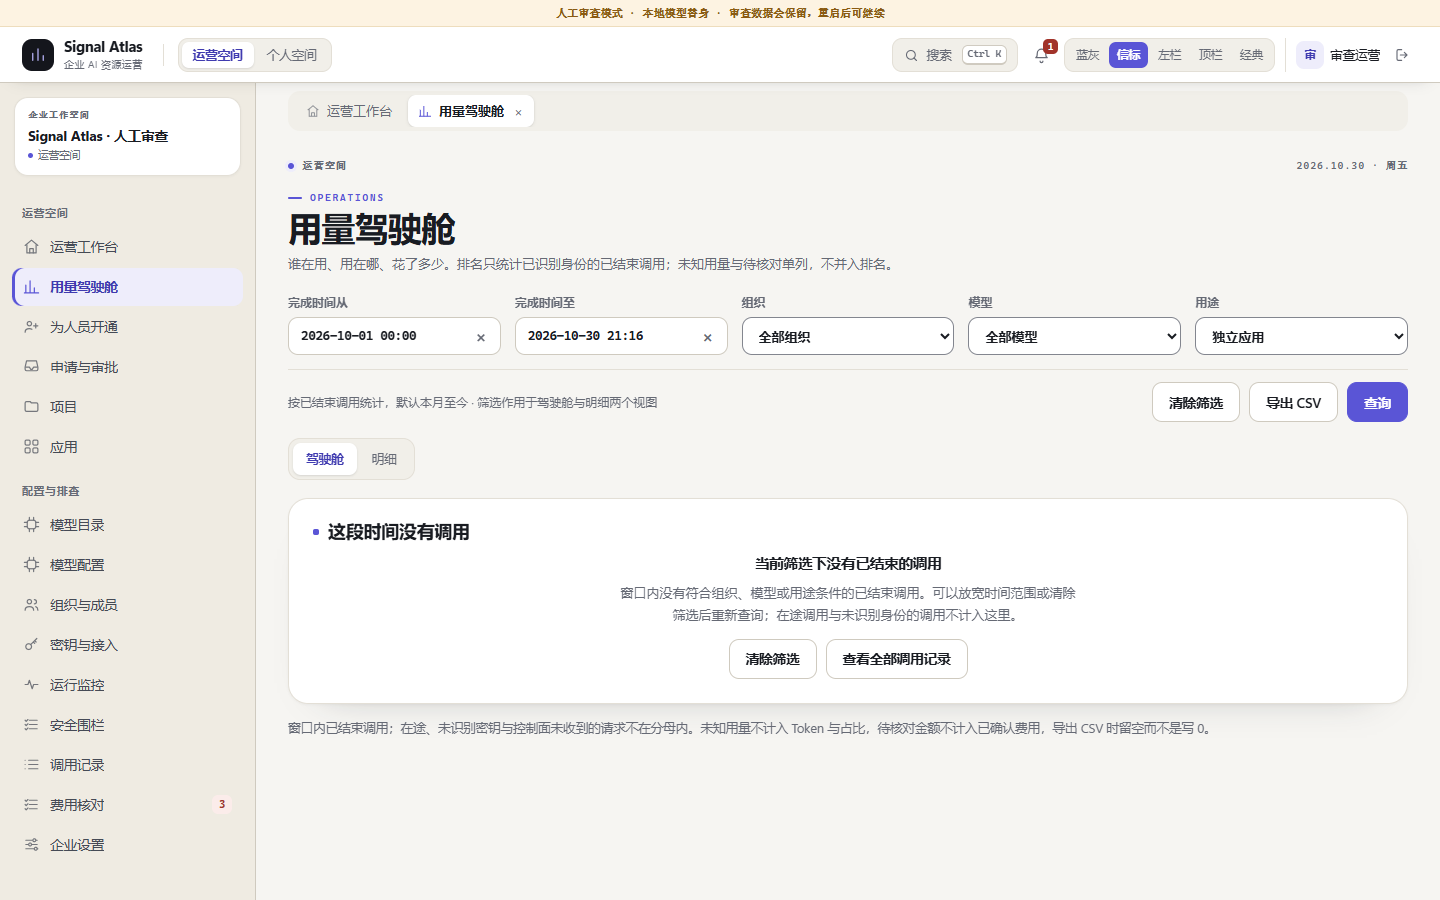 人工审查模式 · 本地模型替身 · 审查数据会保留，重启后可继续
Signal Atlas
企业 AI 资源运营
运营空间
个人空间
搜索
Ctrl K
1
蓝灰
信标
左栏
顶栏
经典
审
审查运营
企业工作空间
Signal Atlas · 人工审查
运营空间
运营空间
运营工作台
用量驾驶舱
为人员开通
申请与审批
项目
应用
配置与排查
模型目录
模型配置
组织与成员
密钥与接入
运行监控
安全围栏
调用记录
费用核对
3
企业设置
运营工作台
用量驾驶舱 ×
运营空间
2026.10.30 · 周五
OPERATIONS
用量驾驶舱
谁在用、用在哪、花了多少。排名只统计已识别身份的已结束调用；未知用量与待核对单列，不并入排名。
完成时间从
2026-10-01 00:00 ×
完成时间至
2026-10-30 21:16 ×
组织
全部组织
模型
全部模型
用途
独立应用
按已结束调用统计，默认本月至今 · 筛选作用于驾驶舱与明细两个视图
清除筛选
导出 CSV
查询
驾驶舱
明细
这段时间没有调用
当前筛选下没有已结束的调用
窗口内没有符合组织、模型或用途条件的已结束调用。可以放宽时间范围或清除
筛选后重新查询；在途调用与未识别身份的调用不计入这里。
清除筛选
查看全部调用记录
窗口内已结束调用；在途、未识别密钥与控制面未收到的请求不在分母内。未知用量不计入 Token 与占比，待核对金额不计入已确认费用，导出 CSV 时留空而不是写 0。